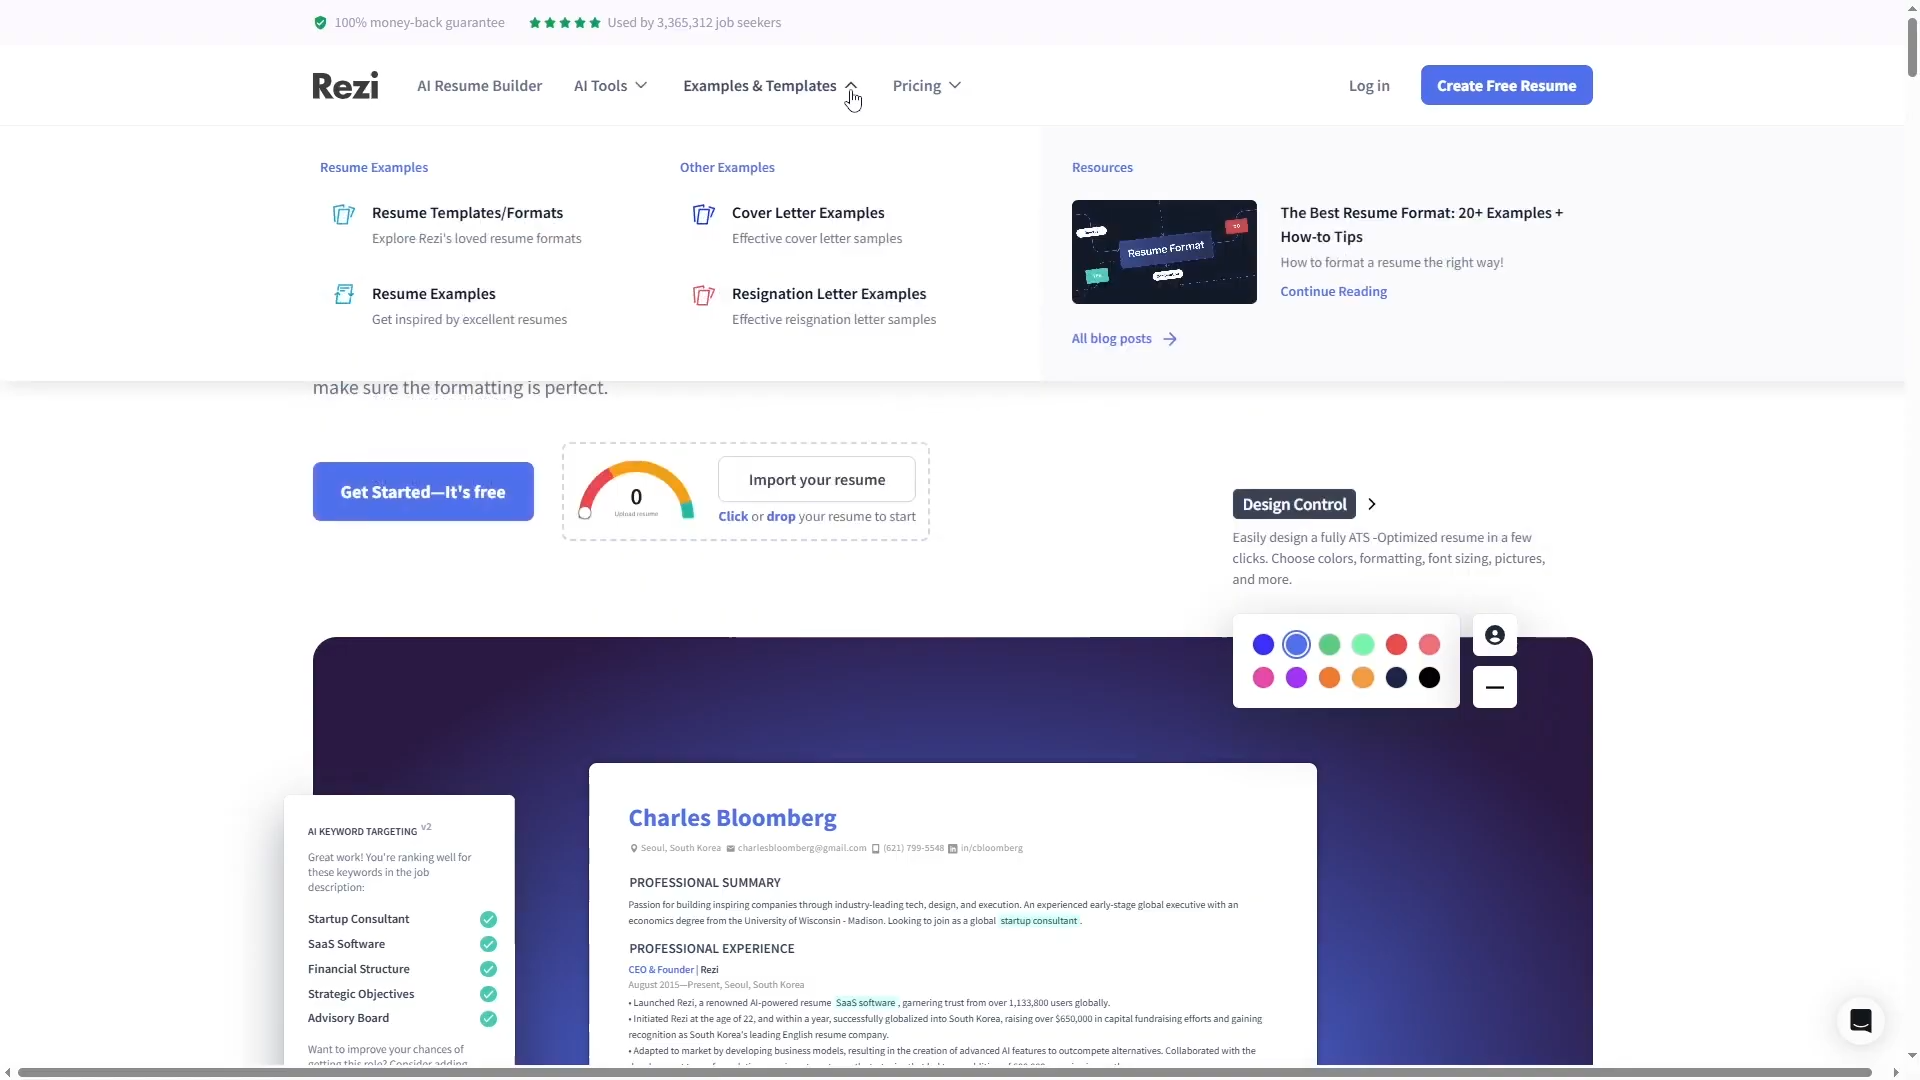 100% money-back guarantee
Used by 3,365,312 job seekers
Rezi
AI Resume Builder
AI Tools
Examples & Templates
Pricing
Log in
Create Free Resume
Resume Examples
Resume Templates/Formats
Explore Rezi's loved resume formats
Resume Examples
Get inspired by excellent resumes
Other Examples
Cover Letter Examples
Effective cover letter samples
Resignation Letter Examples
Effective reisgnation letter samples
Resources
Resume Format
The Best Resume Format: 20+ Examples +
How-to Tips
How to format a resume the right way!
Continue Reading
All blog posts
make sure the formatting is perfect.
Get Started—It's free
0
Upload resume
Import your resume
Click or drop your resume to start
Design Control
Easily design a fully ATS -Optimized resume in a few
clicks. Choose colors, formatting, font sizing, pictures,
and more.
AI KEYWORD TARGETING v2
Great work! You're ranking well for
these keywords in the job
description:
Startup Consultant
SaaS Software
Financial Structure
Strategic Objectives
Advisory Board
Want to improve your chances of
getting this role? Consider adding
Charles Bloomberg
Seoul, South Korea charlesbloomberg@gmail.com (621) 799-5548 in/cbloomberg
PROFESSIONAL SUMMARY
Passion for building inspiring companies through industry-leading tech, design, and execution. An experienced early-stage global executive with an
economics degree from the University of Wisconsin - Madison. Looking to join as a global startup consultant.
PROFESSIONAL EXPERIENCE
CEO & Founder | Rezi
August 2015—Present, Seoul, South Korea
• Launched Rezi, a renowned AI-powered resume SaaS software, garnering trust from over 1,133,800 users globally.
• Initiated Rezi at the age of 22, and within a year, successfully globalized into South Korea, raising over $650,000 in capital fundraising efforts and gaining
recognition as South Korea's leading English resume company.
• Adapted to market by developing business models, resulting in the creation of advanced AI features to outcompete alternatives. Collaborated with the